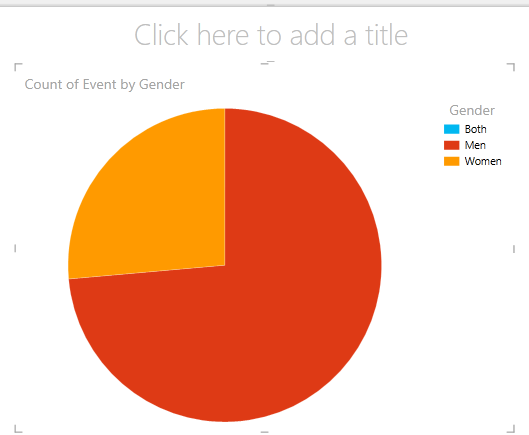 Click here to add a title
Count of Event by Gender
Gender
Both
Men
Women